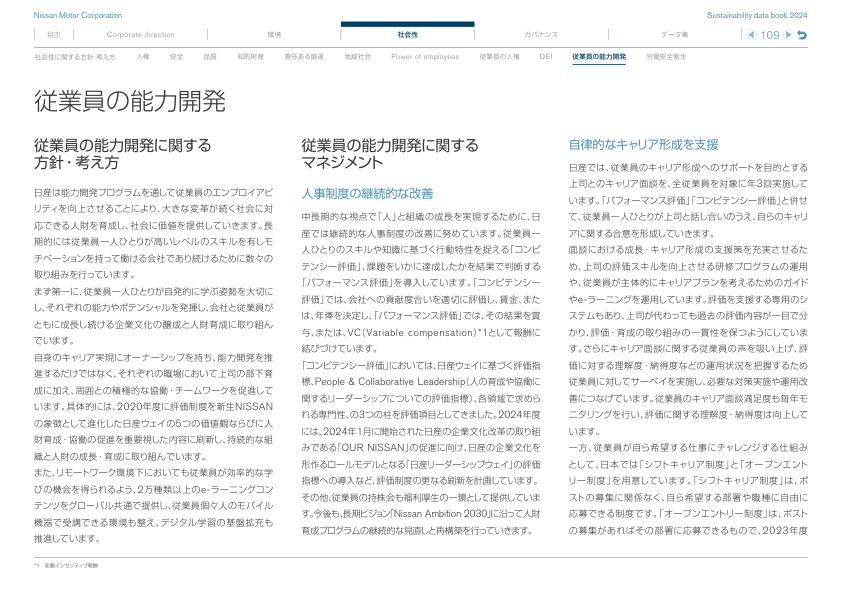 Nissan Motor Corporation
Sustainability data book 2024
目次
Corporate direction
環境
社会性
ガバナンス
データ集
109
社会性に関する方針・考え方
人権
安全
品質
知的財産
責任ある調達
地域社会
Power of employees
従業員の人権
DEI
従業員の能力開発
労働安全衛生
従業員の能力開発
従業員の能力開発に関する
方針・考え方
日産は能力開発プログラムを通して従業員のエンプロイアビ
リティを向上させることにより、大きな変革が続く社会に対
応できる人財を育成し、社会に価値を提供していきます。長
期的には従業員一人ひとりが高いレベルのスキルを有しモ
チベーションを持って働ける会社であり続けるために数々の
取り組みを行っています。
まず第一に、従業員一人ひとりが自発的に学ぶ姿勢を大切に
し、それぞれの能力やポテンシャルを発揮し、会社と従業員が
ともに成長し続ける企業文化の醸成と人財育成に取り組ん
でいます。
自身のキャリア実現にオーナーシップを持ち、能力開発を推
進するだけではなく、それぞれの職場において上司の部下育
成に加え、周囲との積極的な協働・チームワークを促進して
います。具体的には、2020年度に評価制度を新生NISSAN
の象徴として進化した日産ウェイの5つの価値観ならびに人
財育成・協働の促進を重要視した内容に刷新し、持続的な組
織と人財の成長・育成に取り組んでいます。
また、リモートワーク環境下においても従業員が効率的な学
びの機会を得られるよう、2万種類以上のe-ラーニングコン
テンツをグローバル共通で提供し、従業員個々人のモバイル
機器で受講できる環境も整え、デジタル学習の基盤拡充も
推進しています。
従業員の能力開発に関する
マネジメント
人事制度の継続的な改善
中長期的な視点で「人」と組織の成長を実現するために、日
産では継続的な人事制度の改善に努めています。従業員一
人ひとりのスキルや知識に基づく行動特性を捉える「コンピ
テンシー評価」、課題をいかに達成したかを結果で判断する
「パフォーマンス評価」を導入しています。「コンピテンシー
評価」では、会社への貢献度合いを適切に評価し、賃金、また
は、年俸を決定し、「パフォーマンス評価」では、その結果を賞
与、または、VC（Variable compensation）*1として報酬に
結びづけています。
「コンピテンシー評価」においては、日産ウェイに基づく評価指
標、People & Collaborative Leadership（人の育成や協働に
関するリーダーシップについての評価指標）、各領域で求めら
れる専門性、の3つの柱を評価項目としてきました。2024年度
には、2024年1月に開始された日産の企業文化改革の取り組
みである「OUR NISSAN」の促進に向け、日産の企業文化を
形作るロールモデルとなる「日産リーダーシップウェイ」の評価
指標への導入など、評価制度の更なる刷新を計画しています。
その他、従業員の持株会も福利厚生の一環として提供していま
す。今後も、長期ビジョン「Nissan Ambition 2030」に沿って人財
育成プログラムの継続的な見直しと再構築を行っていきます。
自律的なキャリア形成を支援
日産では、従業員のキャリア形成へのサポートを目的とする
上司とのキャリア面談を、全従業員を対象に年3回実施して
います。「パフォーマンス評価」「コンピテンシー評価」と併せ
て、従業員一人ひとりが上司と話し合いのうえ、自らのキャリ
アに関する合意を形成していきます。
面談における成長・キャリア形成の支援策を充実させるた
め、上司の評価スキルを向上させる研修プログラムの運用
や、従業員が主体的にキャリアプランを考えるためのガイド
やe-ラーニングを運用しています。評価を支援する専用のシ
ステムもあり、上司が代わっても過去の評価内容が一目で分
かり、評価・育成の取り組みの一貫性を保つようにしていま
す。さらにキャリア面談に関する従業員の声を吸い上げ、評
価に対する理解度・納得度などの運用状況を把握するため
従業員に対してサーベイを実施し、必要な対策実施や運用改
善につなげています。従業員のキャリア面談満足度も毎年モ
ニタリングを行い、評価に関する理解度・納得度は向上して
います。
一方、従業員が自ら希望する仕事にチャレンジする仕組み
として、日本では「シフトキャリア制度」と「オープンエント
リー制度」を用意しています。「シフトキャリア制度」は、ポ
ストの募集に関係なく、自ら希望する部署や職種に自由に
応募できる制度です。「オープンエントリー制度」は、ポスト
の募集があればその部署に応募できるもので、2023年度
*1 変動インセンティブ報酬